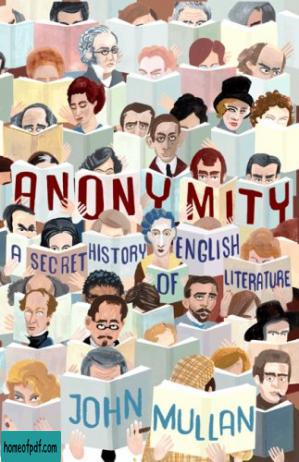 ANONYMITY
A SECRET HISTORY OF ENGLISH LITERATURE
JOHN MULLAN
homeofpdf.com